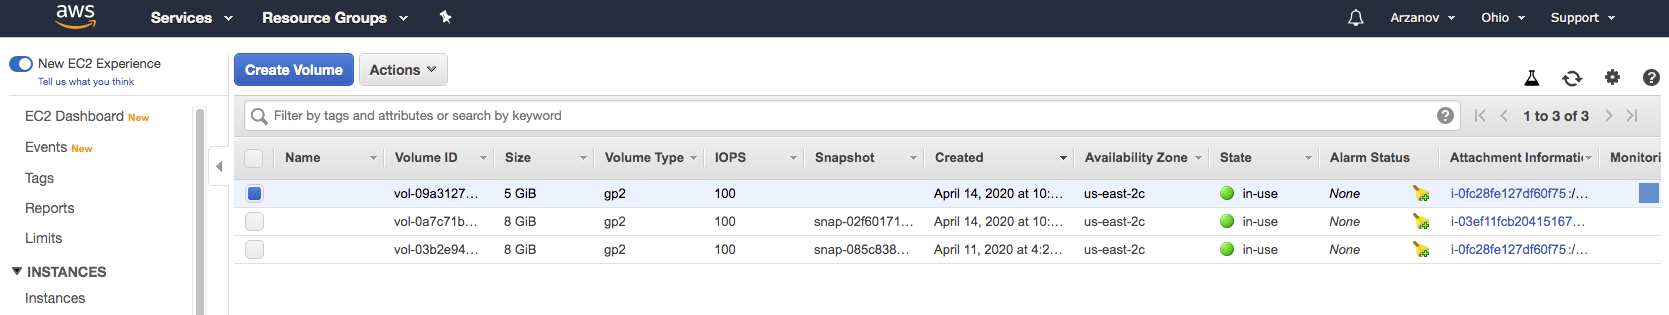 aws Services Resource Groups Arzanov Ohio Support
New EC2 Experience
Tell us what you think
Create Volume Actions
EC2 Dashboard New
Events New
Tags
Reports
Limits
INSTANCES
Instances
Filter by tags and attributes or search by keyword
1 to 3 of 3
Name Volume ID Size Volume Type IOPS Snapshot Created Availability Zone State Alarm Status Attachment Informatio Monitori
vol-09a3127... 5 GiB gp2 100 April 14, 2020 at 10:... us-east-2c in-use None i-0fc28fe127df60f75:/...
vol-0a7c71b... 8 GiB gp2 100 snap-02f60171... April 14, 2020 at 10:... us-east-2c in-use None i-03ef11fcb20415167...
vol-03b2e94... 8 GiB gp2 100 snap-085c838... April 11, 2020 at 4:2... us-east-2c in-use None i-0fc28fe127df60f75:/...